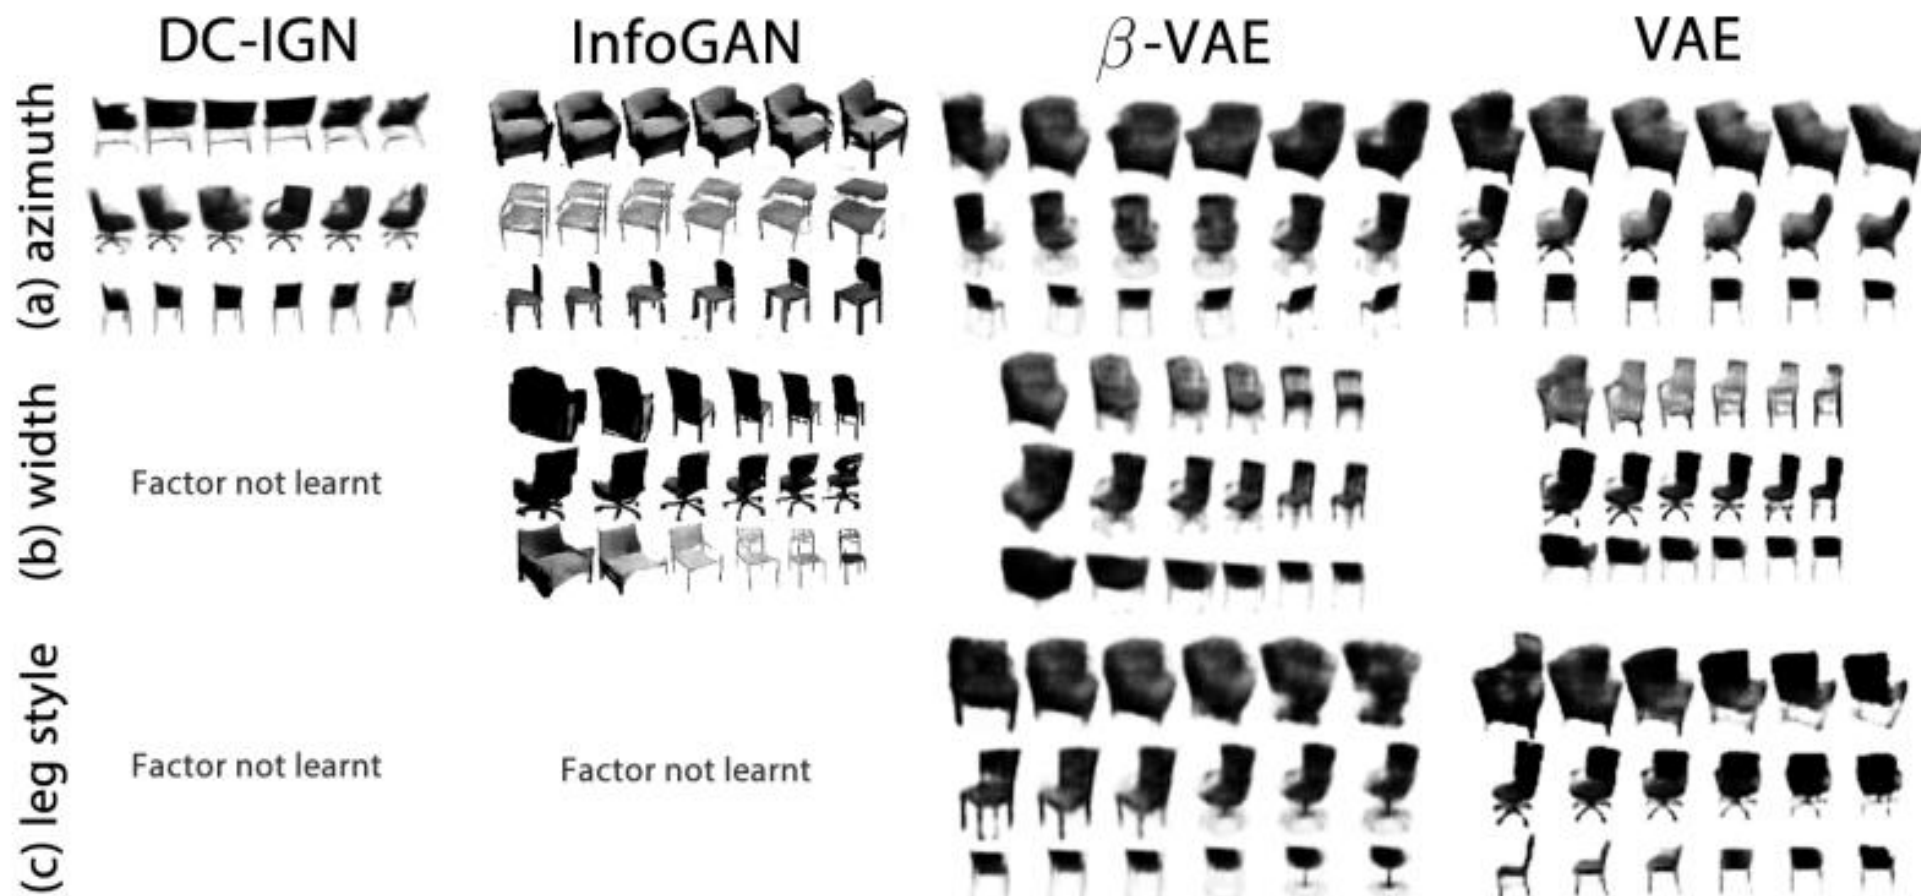 DC-IGN InfoGAN β-VAE VAE
(a) azimuth
(b) width
Factor not learnt
(c) leg style
Factor not learnt Factor not learnt